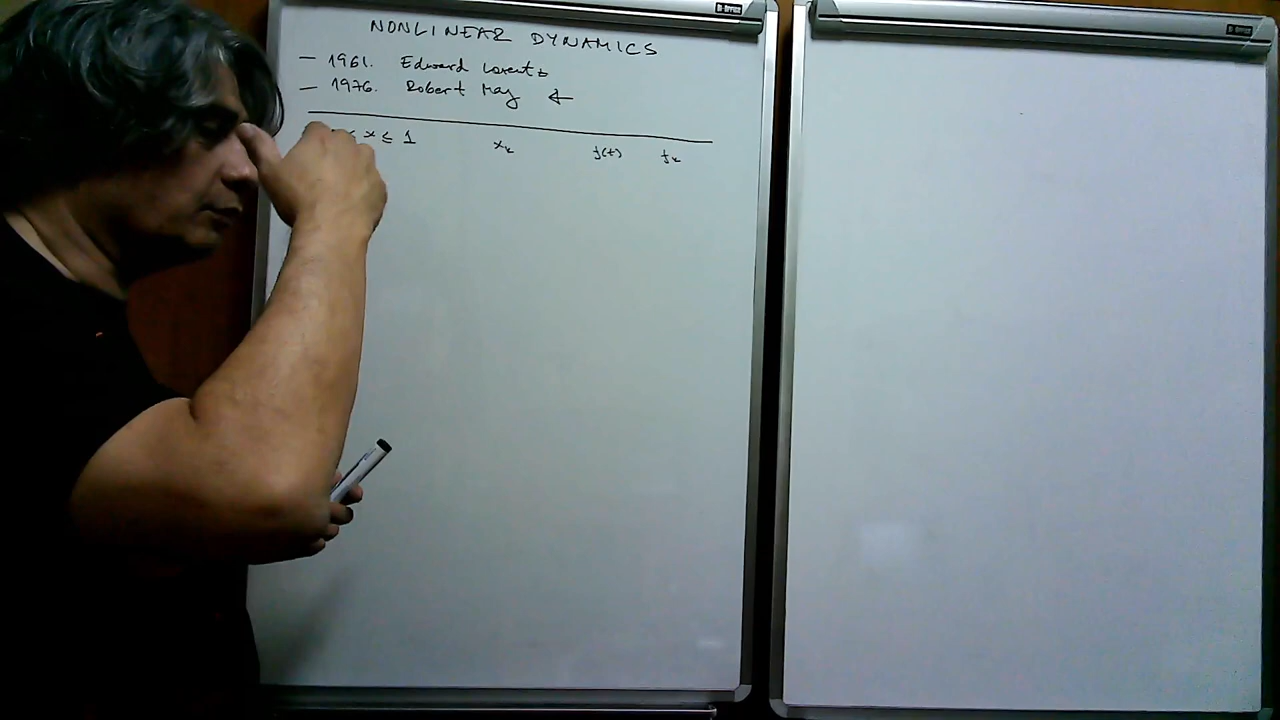 NONLINEAR DYNAMICS
– 1961. Edward Lorentz
– 1976. Robert May ←
≤ x ≤ 1 xₖ f(t) fₖ